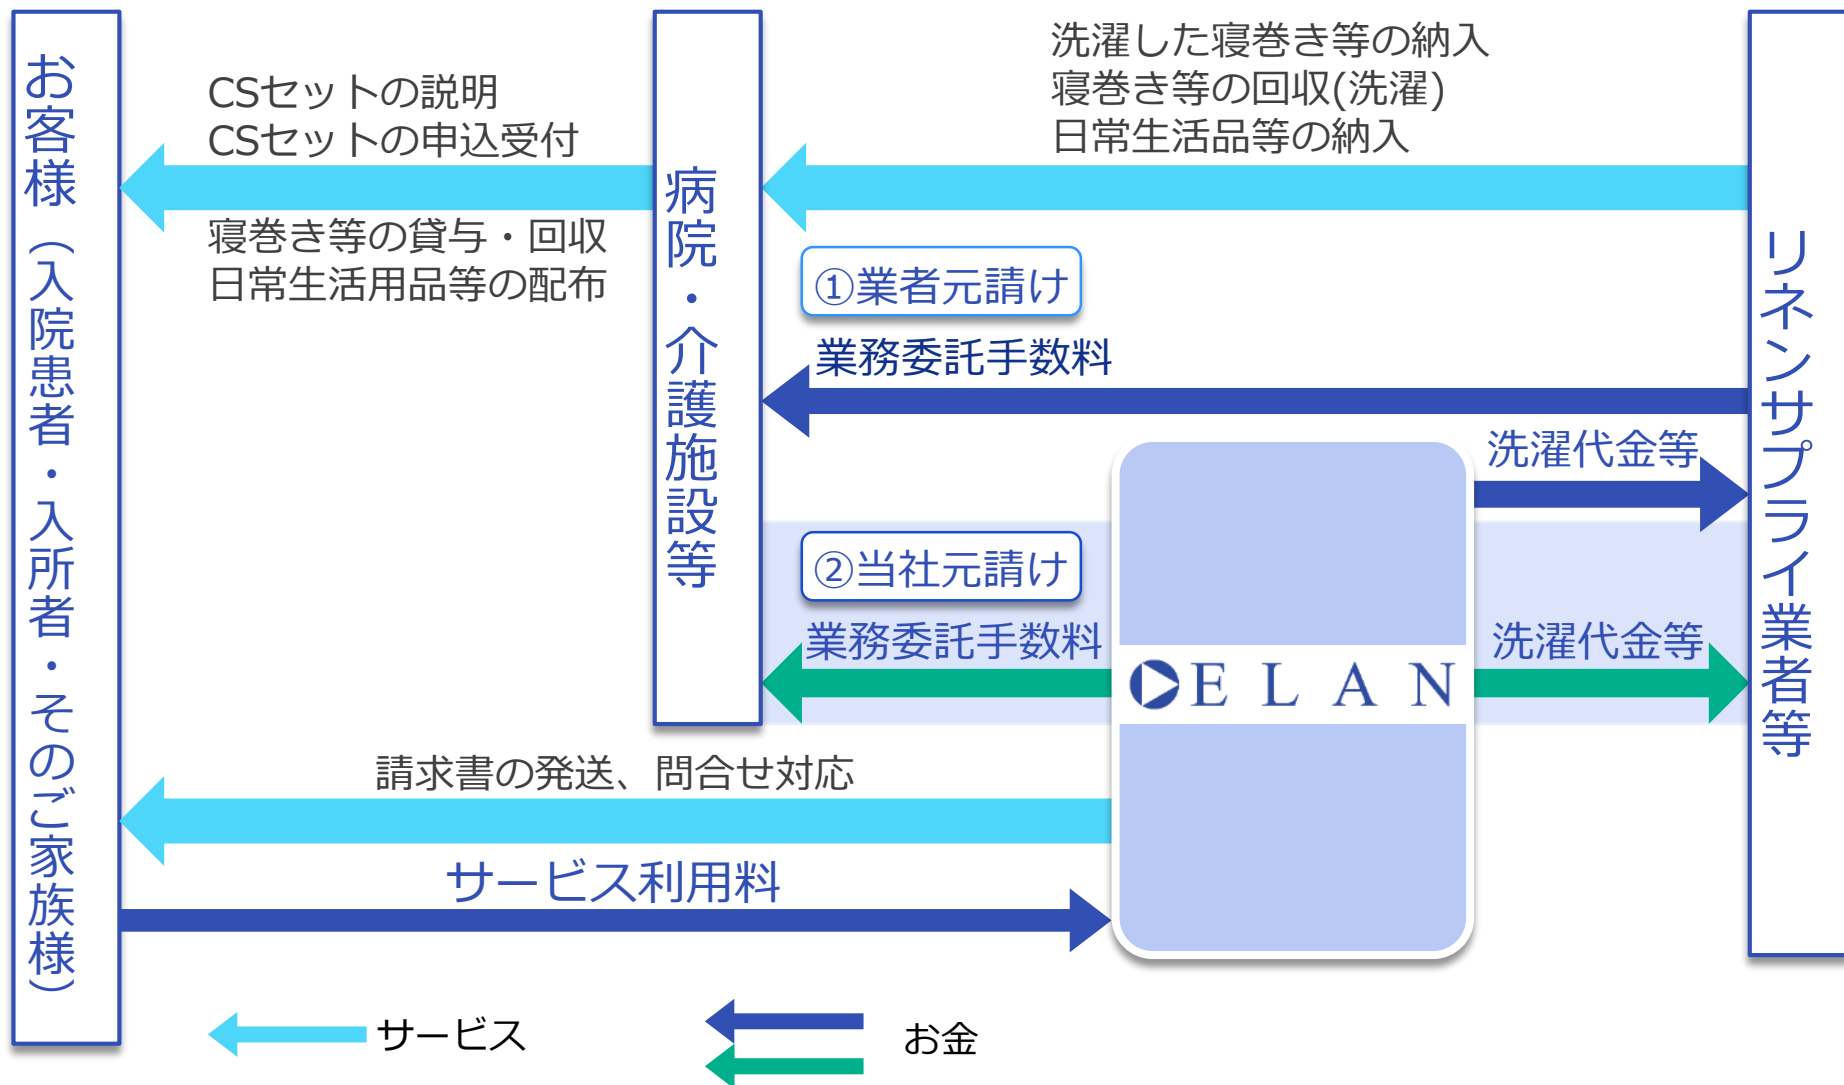 お客様（入院患者・入所者・そのご家族様）
CSセットの説明
CSセットの申込受付
寝巻き等の貸与・回収
日常生活用品等の配布
病院・介護施設等
洗濯した寝巻き等の納入
寝巻き等の回収(洗濯)
日常生活品等の納入
①業者元請け
業務委託手数料
洗濯代金等
②当社元請け
業務委託手数料
洗濯代金等
ELAN
リネンサプライ業者等
請求書の発送、問合せ対応
サービス利用料
サービス
お金